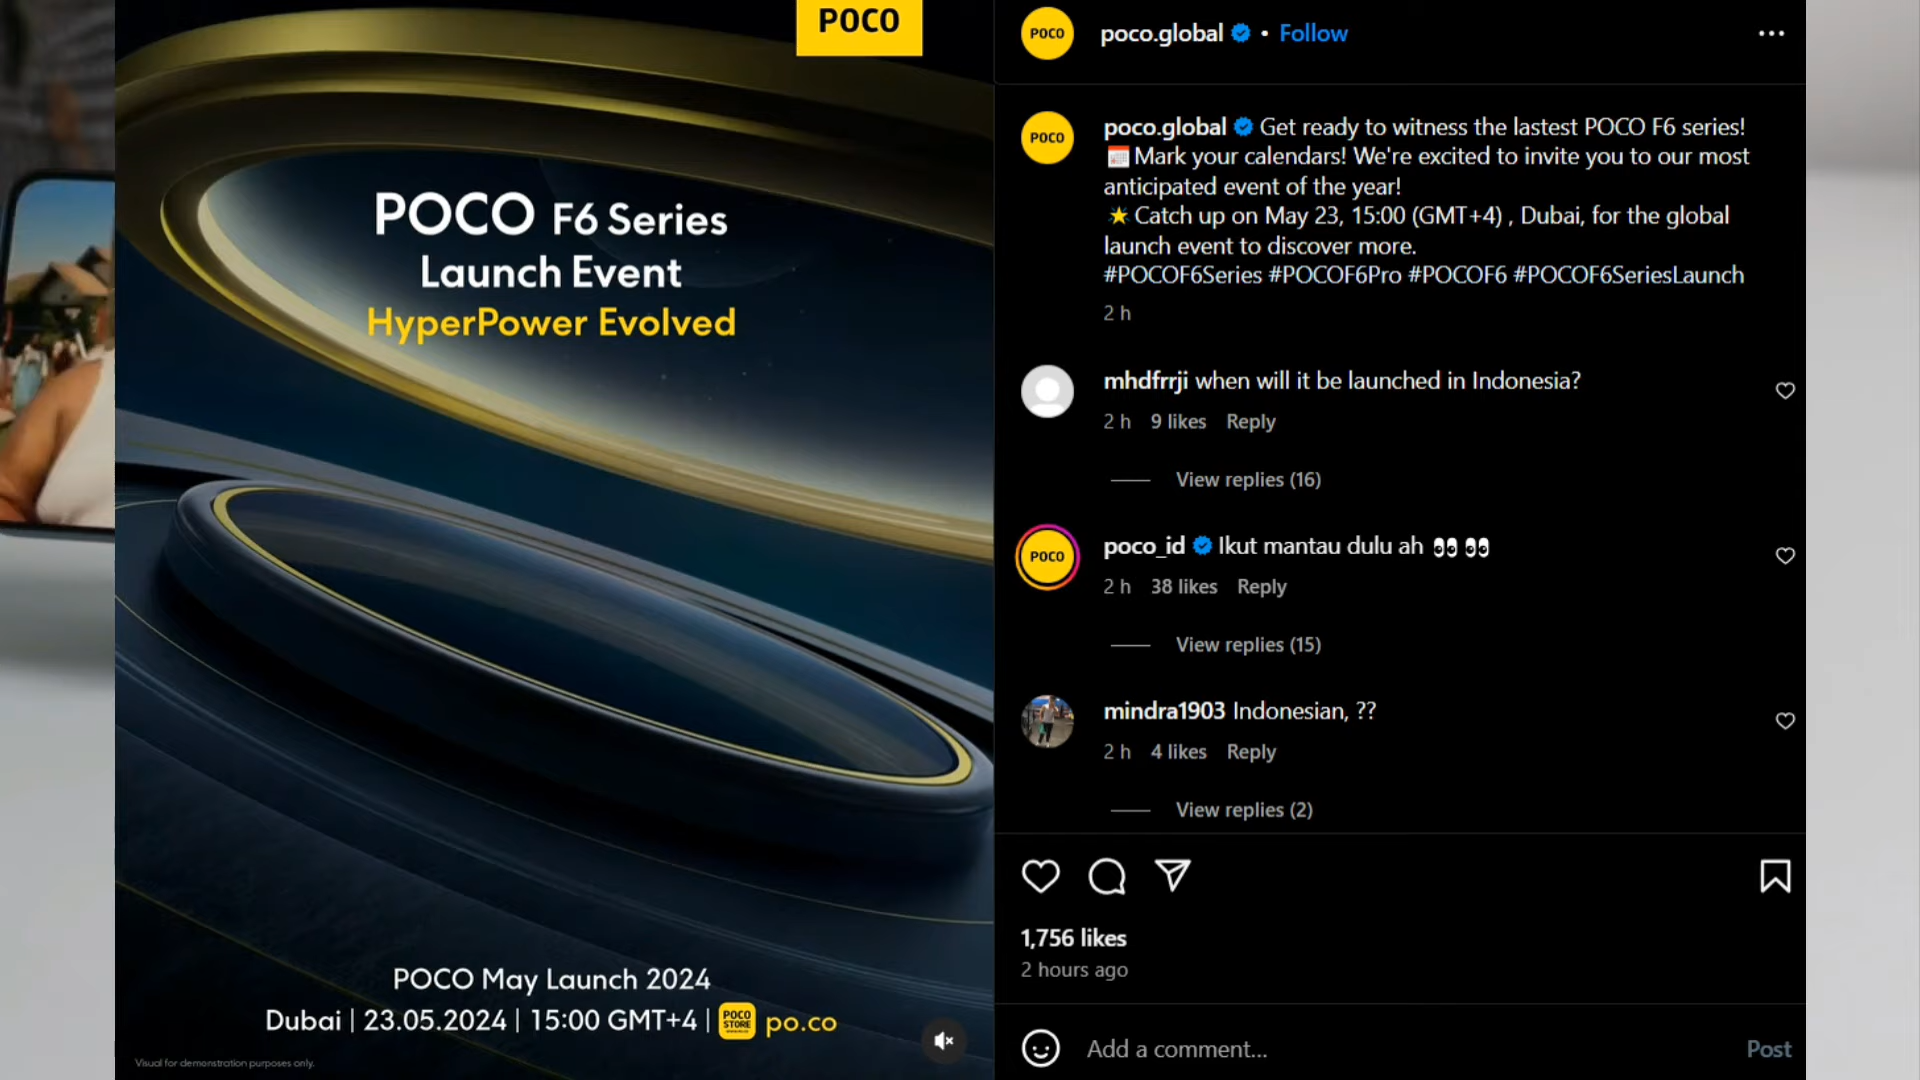 POCO
POCO F6 Series
Launch Event
HyperPower Evolved
POCO May Launch 2024
Dubai | 23.05.2024 | 15:00 GMT+4 | POCO STORE po.co
Visual for demonstration purposes only.
POCO
poco.global • Follow
POCO
poco.global Get ready to witness the lastest POCO F6 series!
Mark your calendars! We're excited to invite you to our most
anticipated event of the year!
Catch up on May 23, 15:00 (GMT+4) , Dubai, for the global
launch event to discover more.
#POCOF6Series #POCOF6Pro #POCOF6 #POCOF6SeriesLaunch
2 h
mhdfrrji when will it be launched in Indonesia?
2 h 9 likes Reply
View replies (16)
POCO
poco_id Ikut mantau dulu ah 👀 👀
2 h 38 likes Reply
View replies (15)
mindra1903 Indonesian, ??
2 h 4 likes Reply
View replies (2)
1,756 likes
2 hours ago
Add a comment...
Post